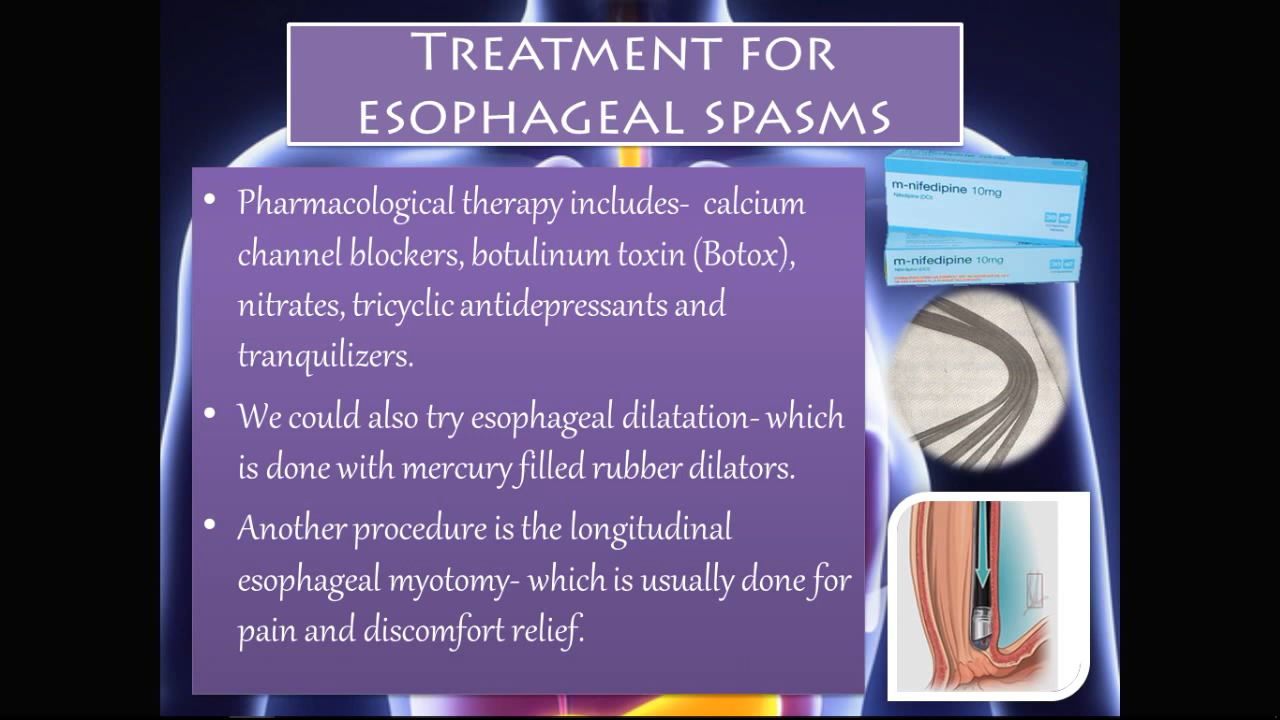 TREATMENT FOR
ESOPHAGEAL SPASMS
• Pharmacological therapy includes- calcium
channel blockers, botulinum toxin (Botox),
nitrates, tricyclic antidepressants and
tranquilizers.
• We could also try esophageal dilatation- which
is done with mercury filled rubber dilators.
• Another procedure is the longitudinal
esophageal myotomy- which is usually done for
pain and discomfort relief.
m-nifedipine 10mg
m-nifedipine 10mg